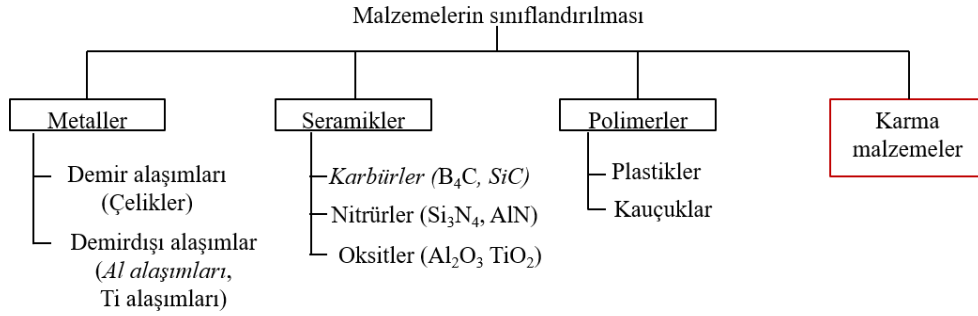 Malzemelerin sınıflandırılması
Metaller
Demir alaşımları
(Çelikler)
Demirdışı alaşımlar
(Al alaşımları,
Ti alaşımları)
Seramikler
Karbürler (B₄C, SiC)
Nitrürler (Si₃N₄, AlN)
Oksitler (Al₂O₃ TiO₂)
Polimerler
Plastikler
Kauçuklar
Karma
malzemeler